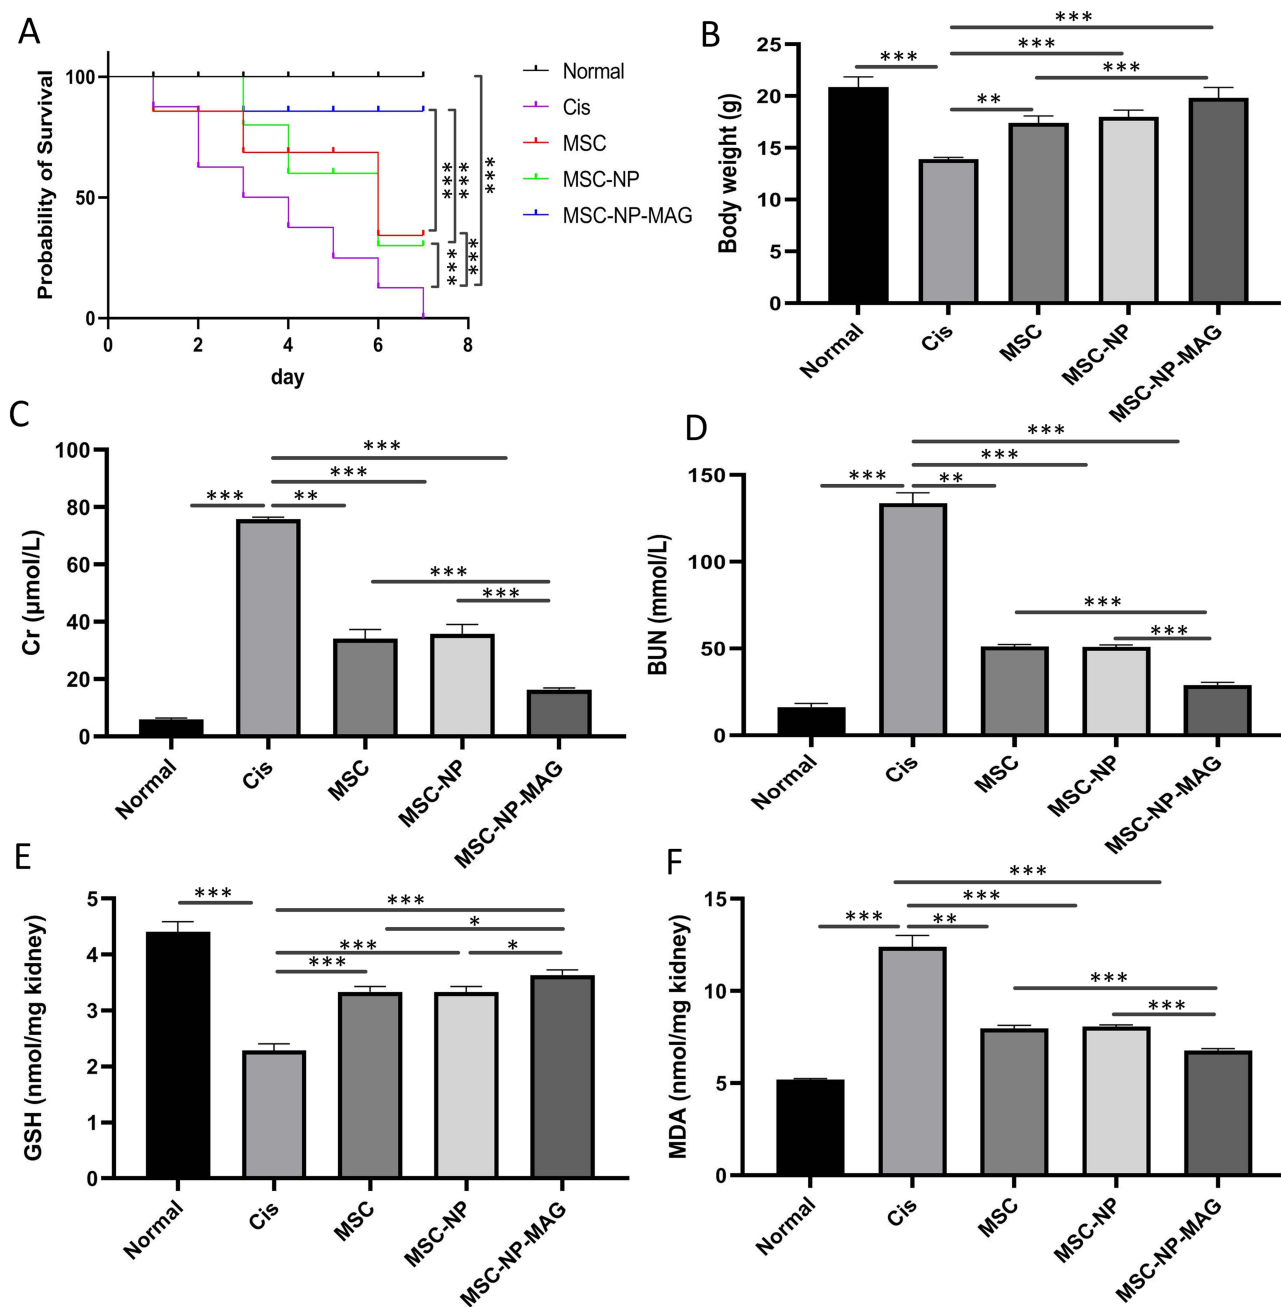 A
Probability of Survival
100
50
0
0
2
4
6
8
day
Normal
Cis
MSC
MSC-NP
MSC-NP-MAG
***
***
***
***
***
B
Body weight (g)
25
20
15
10
5
0
***
***
***
***
**
Normal
Cis
MSC
MSC-NP
MSC-NP-MAG
C
Cr (µmol/L)
100
80
60
40
20
0
***
***
***
**
***
***
Normal
Cis
MSC
MSC-NP
MSC-NP-MAG
D
BUN (mmol/L)
150
100
50
0
***
***
***
**
***
***
Normal
Cis
MSC
MSC-NP
MSC-NP-MAG
E
GSH (nmol/mg kidney)
5
4
3
2
1
0
***
***
*
***
*
***
Normal
Cis
MSC
MSC-NP
MSC-NP-MAG
F
MDA (nmol/mg kidney)
15
10
5
0
***
***
***
**
***
***
Normal
Cis
MSC
MSC-NP
MSC-NP-MAG